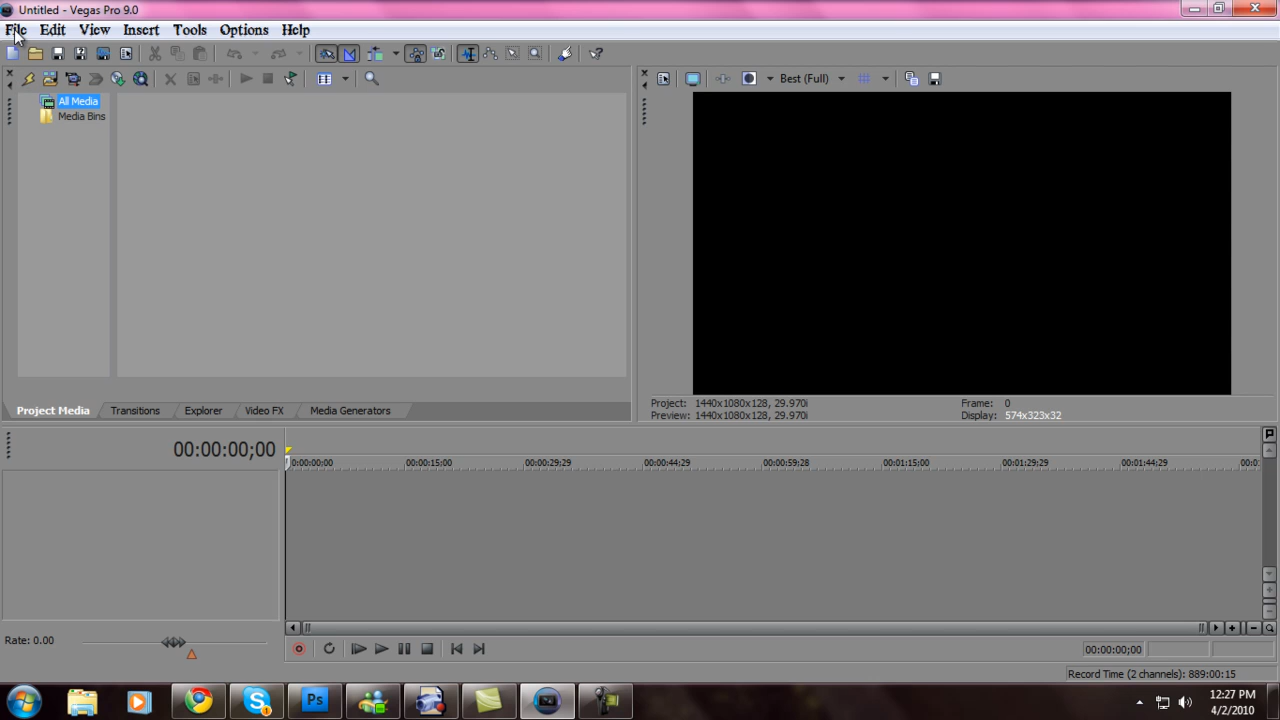 Untitled - Vegas Pro 9.0
File Edit View Insert Tools Options Help
Best (Full)
All Media
Media Bins
Project: 1440x1080x128, 29.970i Frame: 0
Preview: 1440x1080x128, 29.970i Display: 574x323x32
Project Media Transitions Explorer Video FX Media Generators
00:00:00;00
0:00:00;00 00:00:15;00 00:00:29;29 00:00:44;29 00:00:59;28 00:01:15;00 00:01:29;29 00:01:44;29 00:0
Rate: 0.00
00:00:00;00
Record Time (2 channels): 889:00:15
Ps
12:27 PM
4/2/2010